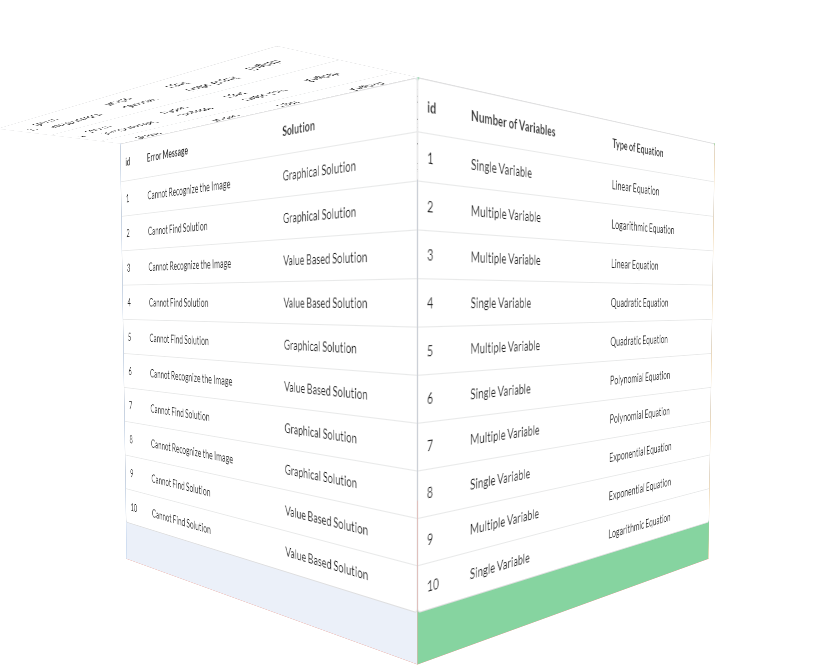 id Error Message Solution
1 Cannot Recognize the Image Graphical Solution
2 Cannot Find Solution Graphical Solution
3 Cannot Recognize the Image Value Based Solution
4 Cannot Find Solution Value Based Solution
5 Cannot Find Solution Graphical Solution
6 Cannot Recognize the Image Value Based Solution
7 Cannot Find Solution Graphical Solution
8 Cannot Recognize the Image Graphical Solution
9 Cannot Find Solution Value Based Solution
10 Cannot Find Solution Value Based Solution
id Number of Variables Type of Equation
1 Single Variable Linear Equation
2 Multiple Variable Logarithmic Equation
3 Multiple Variable Linear Equation
4 Single Variable Quadratic Equation
5 Multiple Variable Quadratic Equation
6 Single Variable Polynomial Equation
7 Multiple Variable Polynomial Equation
8 Single Variable Exponential Equation
9 Multiple Variable Exponential Equation
10 Single Variable Logarithmic Equation